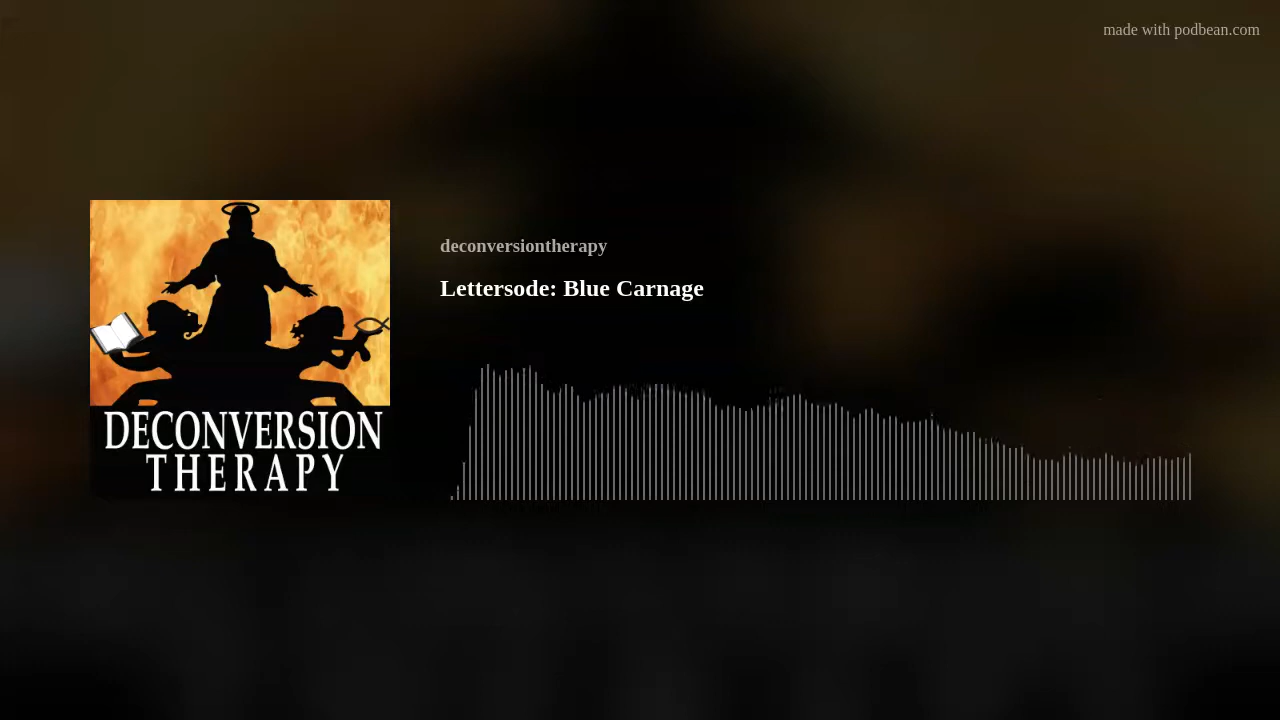 made with podbean.com
deconversiontherapy
Lettersode: Blue Carnage
DECONVERSION
THERAPY